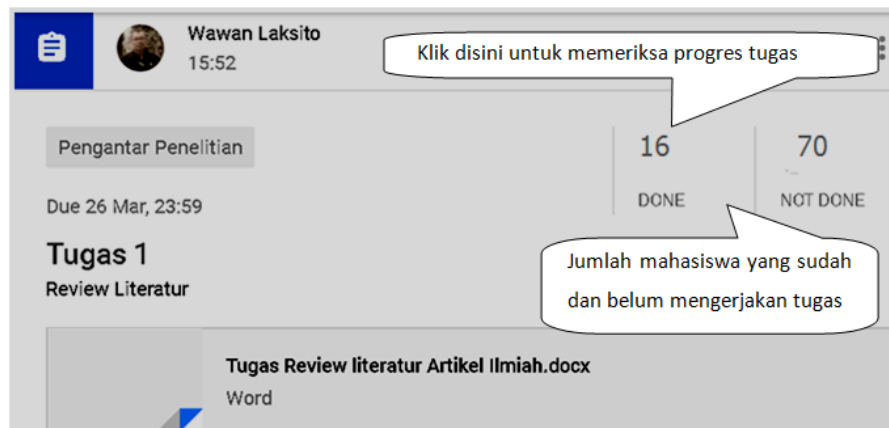 Wawan Laksito
15:52
Klik disini untuk memeriksa progres tugas
Pengantar Penelitian
16
DONE
70
NOT DONE
Due 26 Mar, 23:59
Tugas 1
Review Literatur
Jumlah mahasiswa yang sudah
dan belum mengerjakan tugas
Tugas Review literatur Artikel Ilmiah.docx
Word